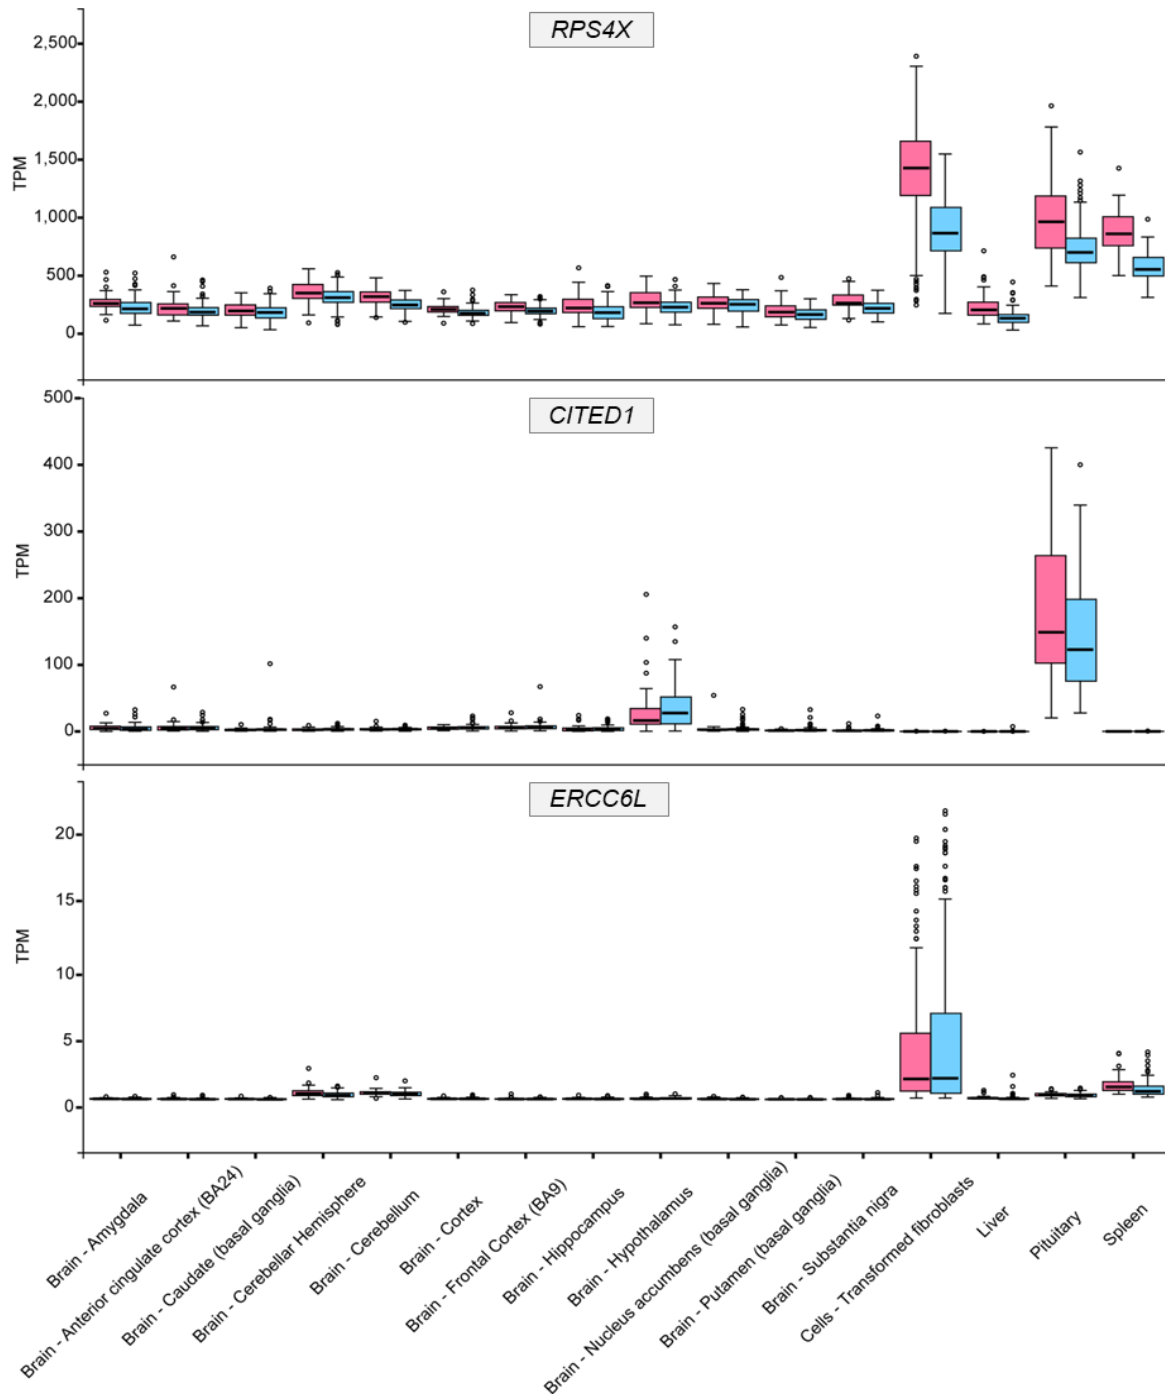 RPS4X
2,500
2,000
1,500
1,000
500
0
TPM
CITED1
500
400
300
200
100
0
TPM
ERCC6L
20
15
10
5
0
TPM
Brain - Amygdala
Brain - Anterior cingulate cortex (BA24)
Brain - Caudate (basal ganglia)
Brain - Cerebellar Hemisphere
Brain - Cerebellum
Brain - Cortex
Brain - Frontal Cortex (BA9)
Brain - Hippocampus
Brain - Hypothalamus
Brain - Nucleus accumbens (basal ganglia)
Brain - Putamen (basal ganglia)
Brain - Substantia nigra
Cells - Transformed fibroblasts
Liver
Pituitary
Spleen